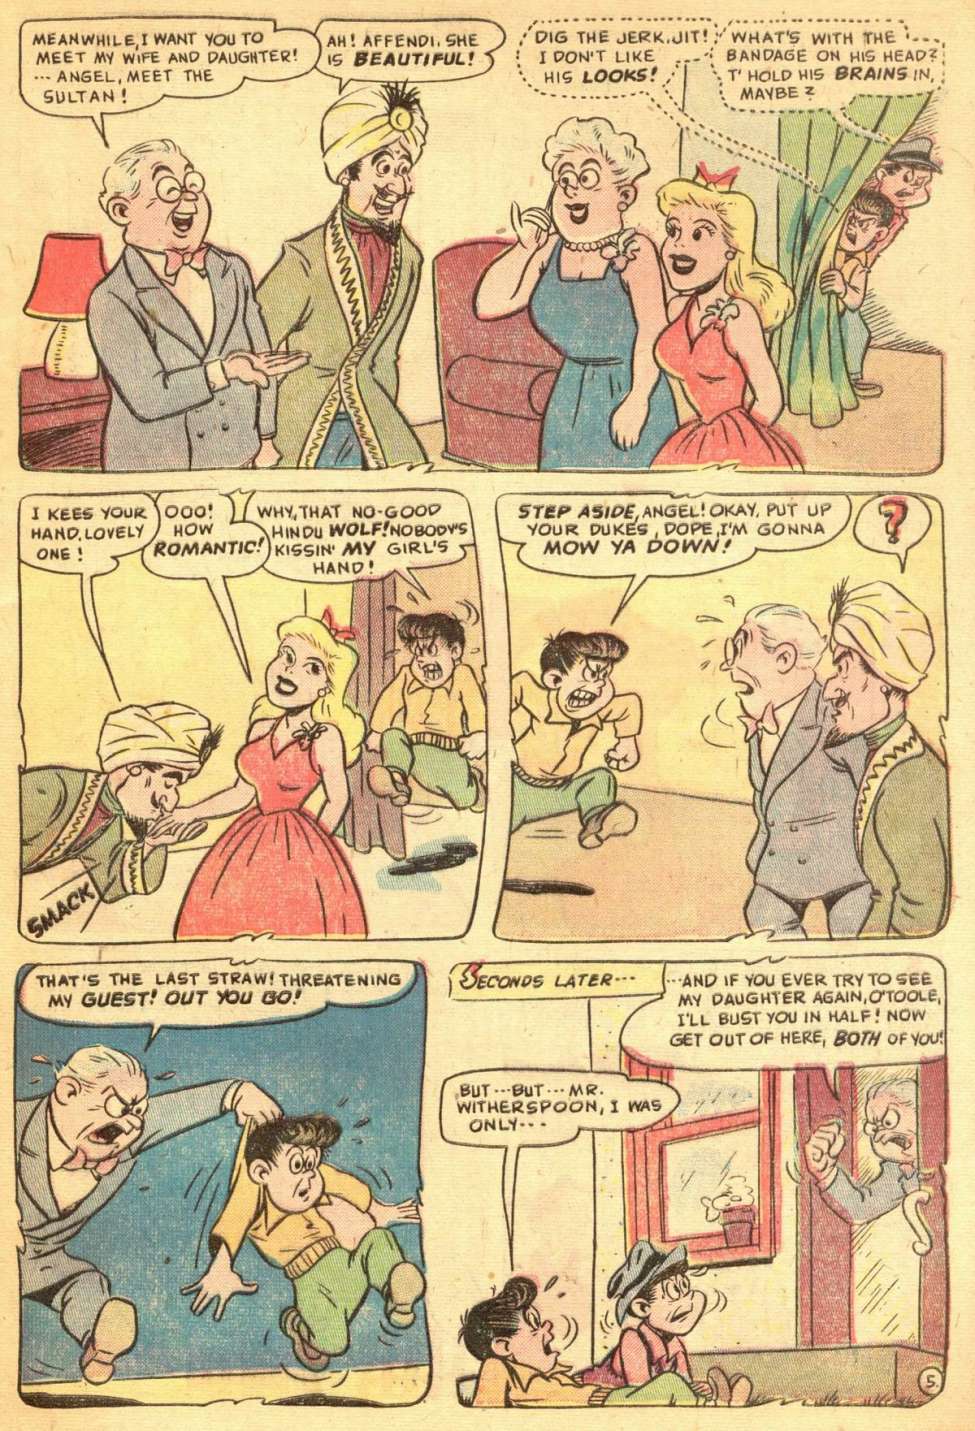 MEANWHILE, I WANT YOU TO
MEET MY WIFE AND DAUGHTER!
... ANGEL, MEET THE
SULTAN!
AH! AFFENDI, SHE
IS BEAUTIFUL!
DIG THE JERK, JIT!
I DON'T LIKE
HIS LOOKS!
WHAT'S WITH THE
BANDAGE ON HIS HEAD?
T' HOLD HIS BRAINS IN,
MAYBE?
I KEES YOUR
HAND, LOVELY
ONE!
OOO!
HOW
ROMANTIC!
WHY, THAT NO-GOOD
HINDU WOLF! NOBODY'S
KISSIN' MY GIRL'S
HAND!
SMACK
STEP ASIDE, ANGEL! OKAY, PUT UP
YOUR DUKES, DOPE, I'M GONNA
MOW YA DOWN!
?
THAT'S THE LAST STRAW! THREATENING
MY GUEST! OUT YOU GO!
SECONDS LATER...
...AND IF YOU EVER TRY TO SEE
MY DAUGHTER AGAIN, O'TOOLE,
I'LL BUST YOU IN HALF! NOW
GET OUT OF HERE, BOTH OF YOU!
BUT...BUT... MR.
WITHERSPOON, I WAS
ONLY...
5